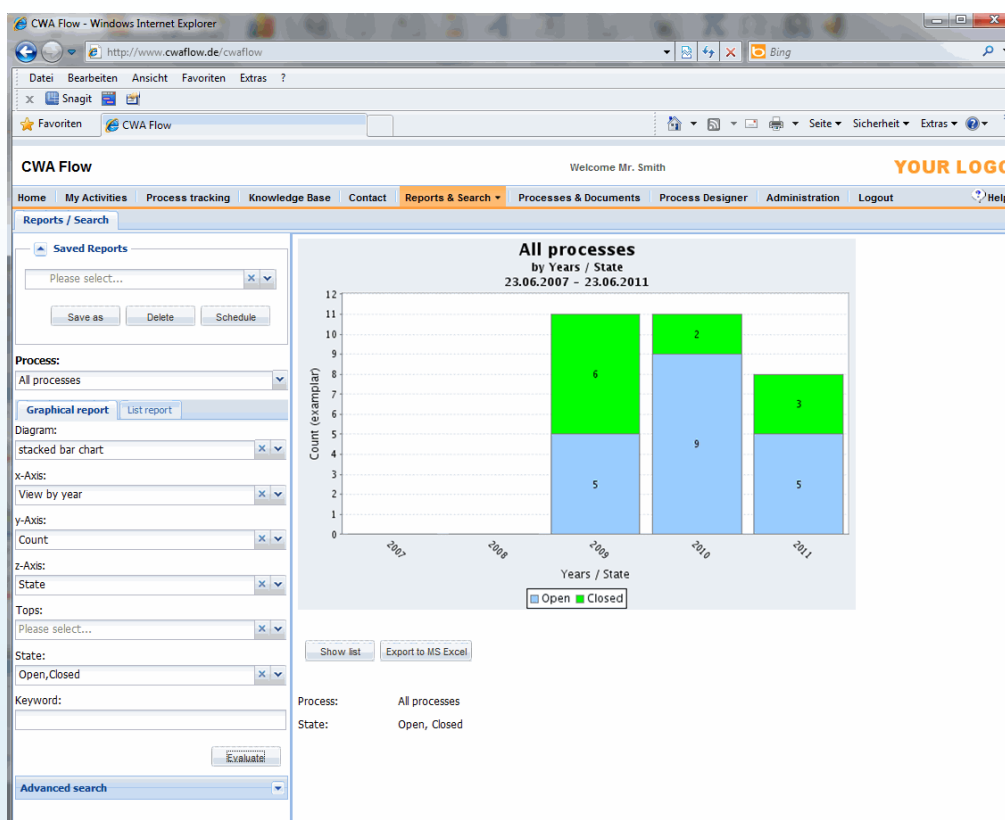 CWA Flow - Windows Internet Explorer
http://www.cwaflow.de/cwaflow
Bing
Datei Bearbeiten Ansicht Favoriten Extras ?
x Snagit
Favoriten CWA Flow Seite Sicherheit Extras
CWA Flow Welcome Mr. Smith YOUR LOGO
Home My Activities Process tracking Knowledge Base Contact Reports & Search Processes & Documents Process Designer Administration Logout Help
Reports / Search
Saved Reports
Please select...
Save as Delete Schedule
Process:
All processes
Graphical report List report
Diagram:
stacked bar chart
x-Axis:
View by year
y-Axis:
Count
z-Axis:
State
Tops:
Please select...
State:
Open,Closed
Keyword:
Evaluate
Advanced search
All processes
by Years / State
23.06.2007 - 23.06.2011
Count (examplar)
12
11
10
9
8
7
6
5
4
3
2
1
0
6
5
2
9
3
5
2007 2008 2009 2010 2011
Years / State
Open Closed
Show list Export to MS Excel
Process: All processes
State: Open, Closed